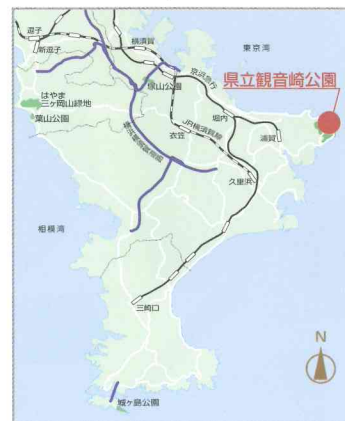 逗子
新逗子
横須賀
東京湾
京浜急行
県立観音崎公園
塚山公園
はやま
三ヶ岡山緑地
葉山公園
堀内
衣笠
JR横須賀線
浦賀
久里浜
相模湾
三崎口
城ヶ島公園
N